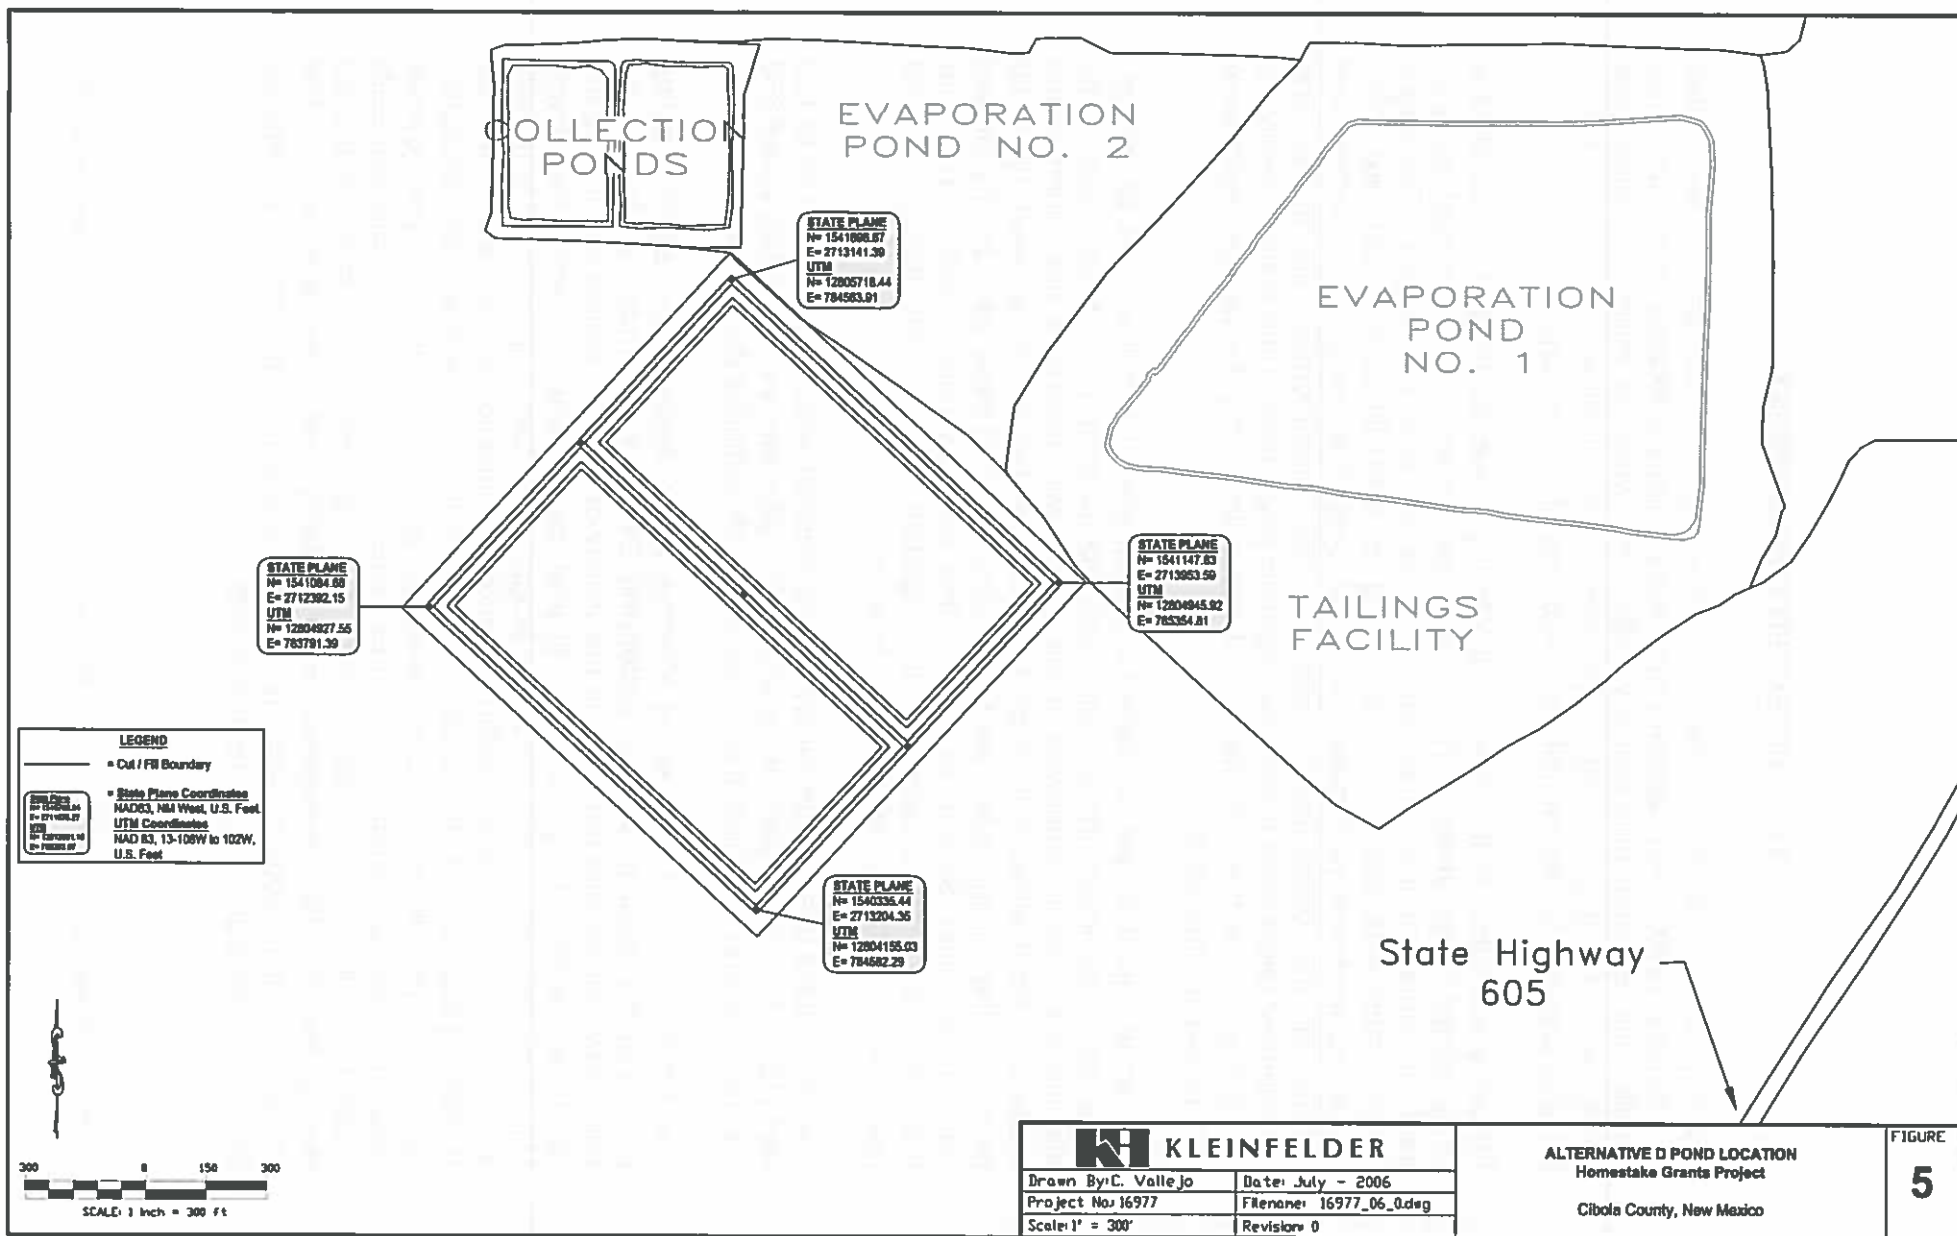 COLLECTION
PONDS
EVAPORATION
POND NO. 2
EVAPORATION
POND
NO. 1
TAILINGS
FACILITY
STATE PLANE
E= 2713141.39
UTM
N= 12805718.44
E= 784563.91
STATE PLANE
N= 1541084.68
E= 2712392.15
UTM
N= 12804927.55
E= 783791.39
STATE PLANE
N= 1541147.83
E= 2713953.59
UTM
N= 12804945.92
E= 785354.81
STATE PLANE
N= 1540335.44
E= 2713204.35
UTM
N= 12804155.03
E= 784582.29
LEGEND
= Cut / Fill Boundary
= State Plane Coordinates
NAD83, NM West, U.S. Feet
UTM Coordinates
NAD 83, 13-108W to 102W,
U.S. Feet
State Highway
605
300 0 150 300
SCALE: 1 inch = 300 ft
KLEINFELDER
Drawn By: C. Vallejo
Date: July - 2006
Project No: 16977
Filename: 16977_06_0.dwg
Scale: 1" = 300'
Revision: 0
ALTERNATIVE D POND LOCATION
Homestake Grants Project
Cibola County, New Mexico
FIGURE
5